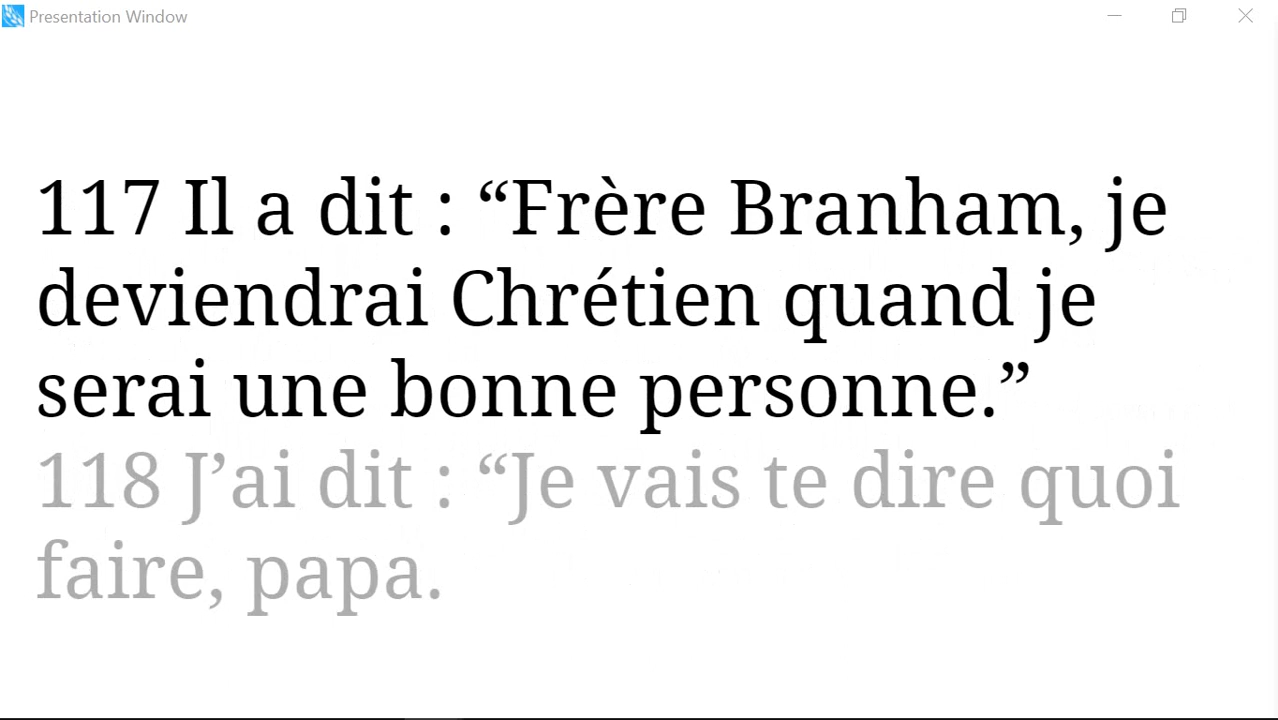 Presentation Window
117 Il a dit : “Frère Branham, je
deviendrai Chrétien quand je
serai une bonne personne.”
118 J’ai dit : “Je vais te dire quoi
faire, papa.